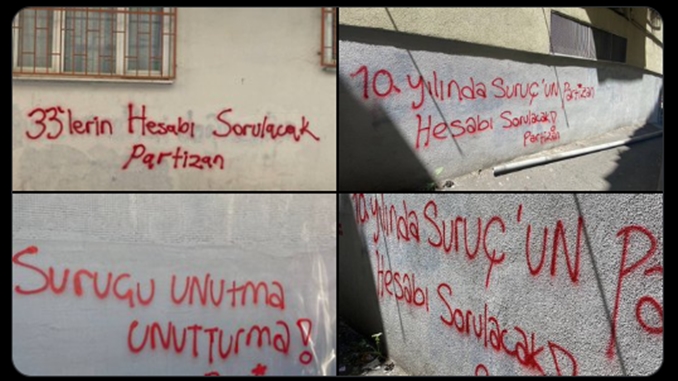 33'lerin Hesabı Sorulacak
Partizan
10. yılında Suruç'un Partizan
Hesabı Sorulacak!
Partizan
Suruçu unutma
unutturma!
10. yılında Suruç'un
Hesabı Sorulacak